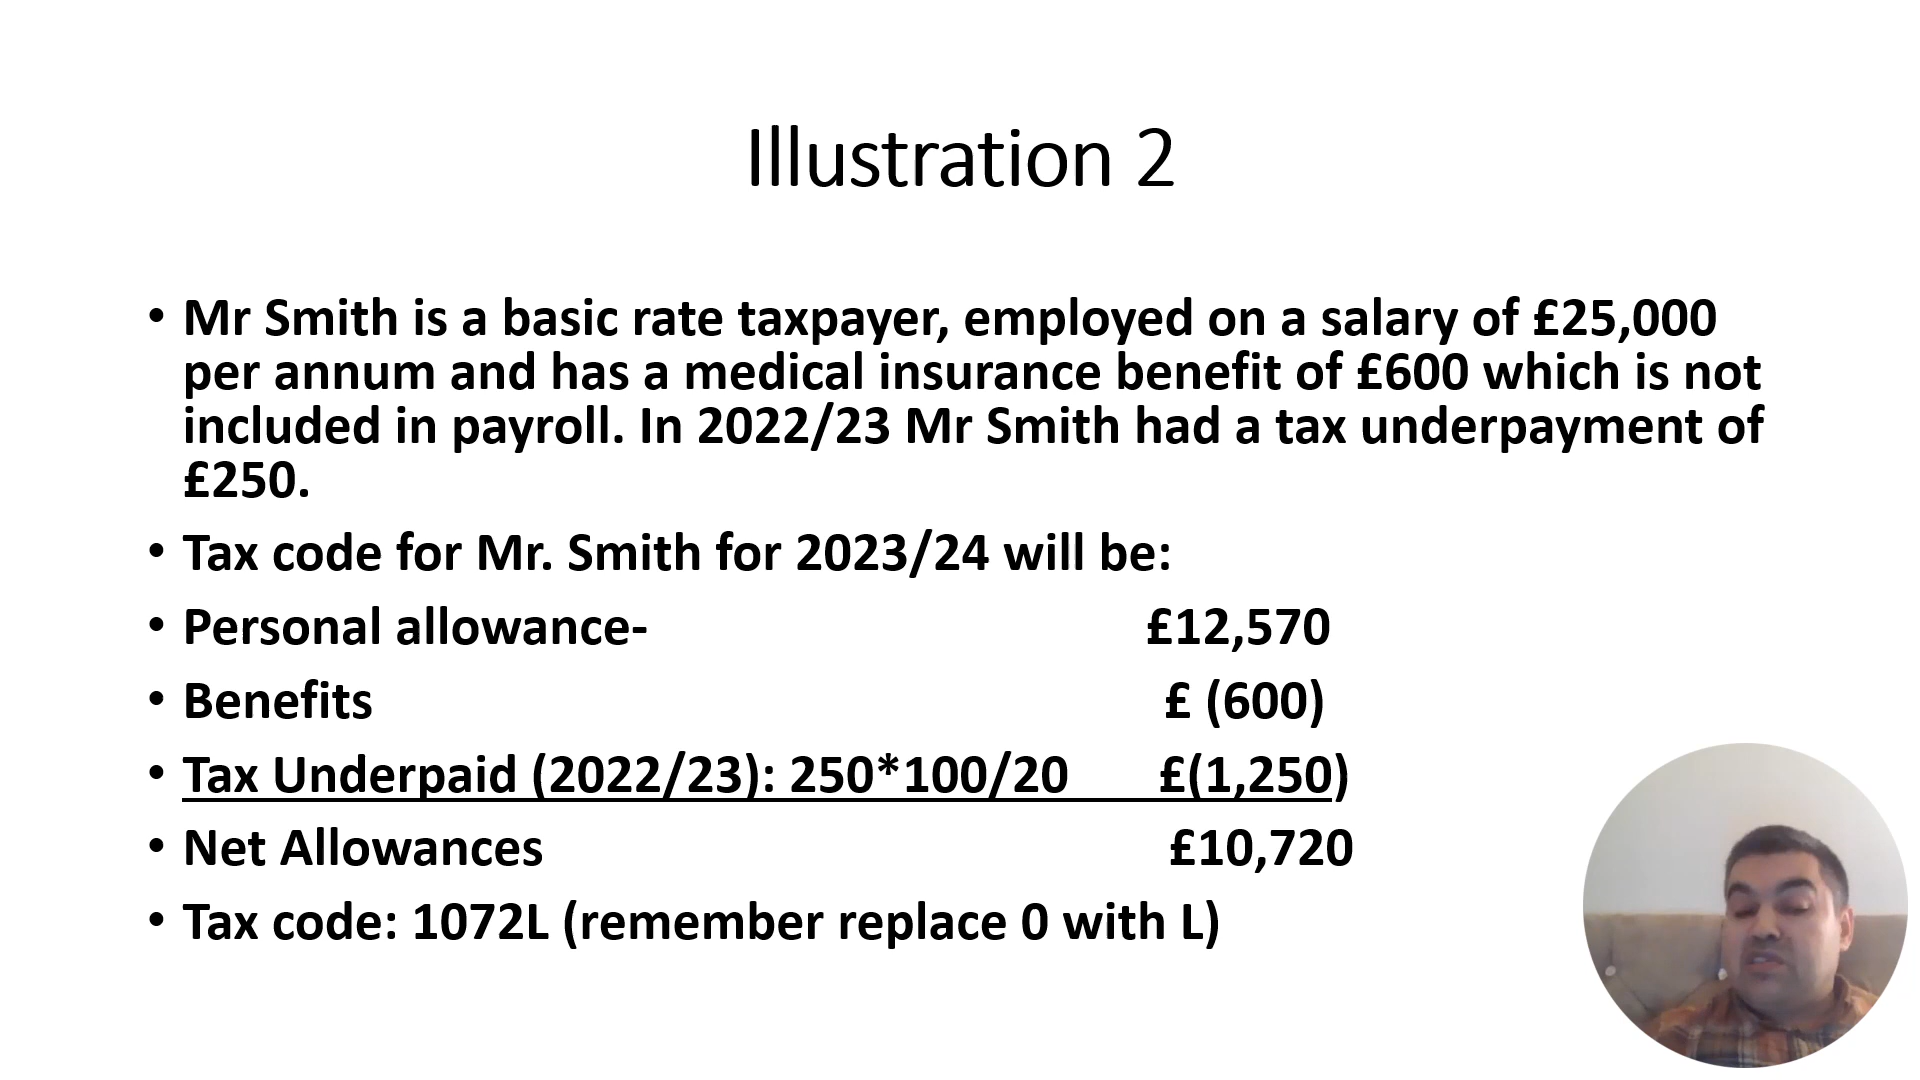 Illustration 2
• Mr Smith is a basic rate taxpayer, employed on a salary of £25,000
per annum and has a medical insurance benefit of £600 which is not
included in payroll. In 2022/23 Mr Smith had a tax underpayment of
£250.
• Tax code for Mr. Smith for 2023/24 will be:
• Personal allowance- £12,570
• Benefits £ (600)
• Tax Underpaid (2022/23): 250*100/20 £(1,250)
• Net Allowances £10,720
• Tax code: 1072L (remember replace 0 with L)